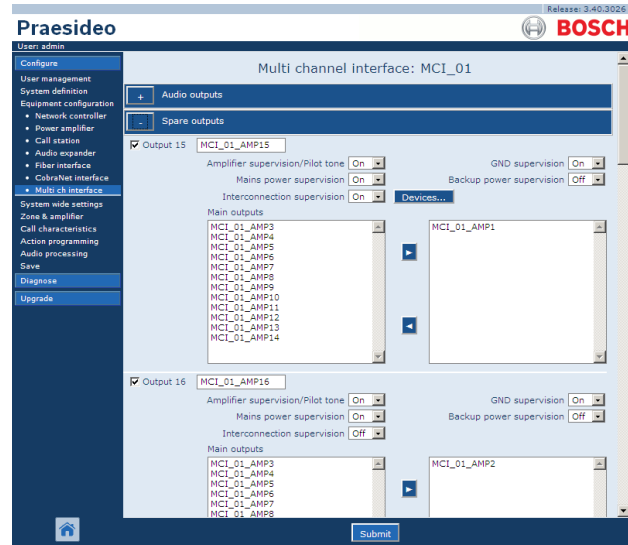 Release: 3.40.3026
Praesideo
BOSCH
User: admin
Configure
User management
System definition
Equipment configuration
• Network controller
• Power amplifier
• Call station
• Audio expander
• Fiber interface
• CobraNet interface
• Multi ch interface
System wide settings
Zone & amplifier
Call characteristics
Action programming
Audio processing
Save
Diagnose
Upgrade
Multi channel interface: MCI_01
+ Audio outputs
- Spare outputs
Output 15 MCI_01_AMP15
Amplifier supervision/Pilot tone On GND supervision On
Mains power supervision On Backup power supervision Off
Interconnection supervision On Devices...
Main outputs
MCI_01_AMP3
MCI_01_AMP4
MCI_01_AMP5
MCI_01_AMP6
MCI_01_AMP7
MCI_01_AMP8
MCI_01_AMP9
MCI_01_AMP10
MCI_01_AMP11
MCI_01_AMP12
MCI_01_AMP13
MCI_01_AMP14
MCI_01_AMP1
Output 16 MCI_01_AMP16
Amplifier supervision/Pilot tone On GND supervision On
Mains power supervision On Backup power supervision Off
Interconnection supervision Off
Main outputs
MCI_01_AMP3
MCI_01_AMP4
MCI_01_AMP5
MCI_01_AMP6
MCI_01_AMP7
MCI_01_AMP8
MCI_01_AMP2
Submit